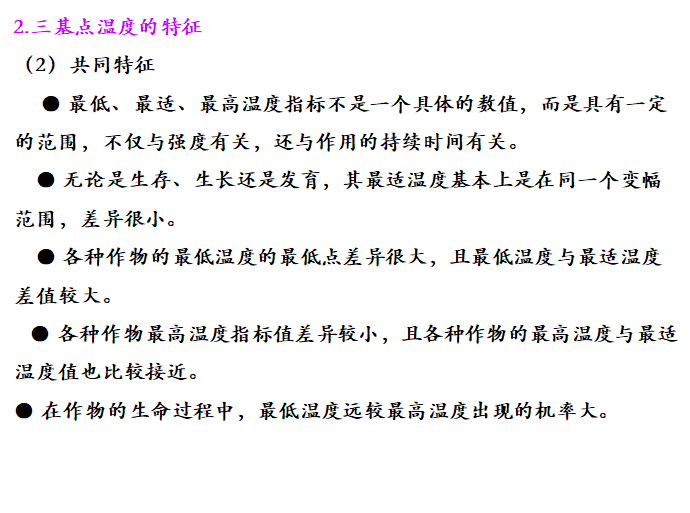 2.三基点温度的特征
（2）共同特征
● 最低、最适、最高温度指标不是一个具体的数值，而是具有一定
的范围，不仅与强度有关，还与作用的持续时间有关。
● 无论是生存、生长还是发育，其最适温度基本上是在同一个变幅
范围，差异很小。
● 各种作物的最低温度的最低点差异很大，且最低温度与最适温度
差值较大。
● 各种作物最高温度指标值差异较小，且各种作物的最高温度与最适
温度值也比较接近。
● 在作物的生命过程中，最低温度远较最高温度出现的机率大。